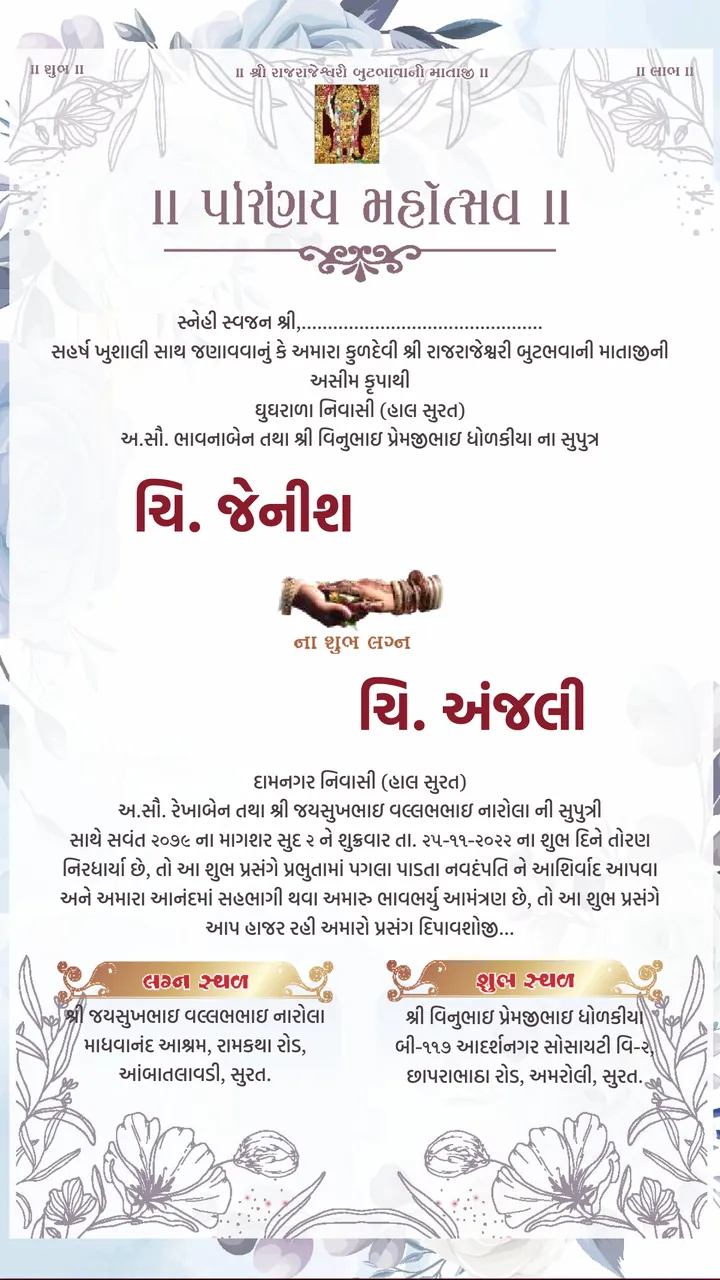 ॥ શુભ ॥
॥ શ્રી રાજરાજેશ્વરી બુટભાવાની માતાજી ॥
॥ લાભ ॥
॥ પરિણય મહોત્સવ ॥
સ્નેહી સ્વજન શ્રી,..............................................
સહર્ષ ખુશાલી સાથ જણાવવાનું કે અમારા કુળદેવી શ્રી રાજરાજેશ્વરી બુટભવાની માતાજીની
અસીમ કૃપાથી
ઘુઘરાળા નિવાસી (હાલ સુરત)
અ.સૌ. ભાવનાબેન તથા શ્રી વિનુભાઇ પ્રેમજીભાઇ ધોળકીયા ના સુપુત્ર
ચિ. જેનીશ
ના શુભ લગ્ન
ચિ. અંજલી
દામનગર નિવાસી (હાલ સુરત)
અ.સૌ. રેખાબેન તથા શ્રી જયસુખભાઇ વલ્લભભાઇ નારોલા ની સુપુત્રી
સાથે સવંત ૨૦૭૯ ના માગશર સુદ ૨ ને શુક્રવાર તા. ૨૫-૧૧-૨૦૨૨ ના શુભ દિને તોરણ
નિરધાર્યા છે, તો આ શુભ પ્રસંગે પ્રભુતામાં પગલા પાડતા નવદંપતિ ને આશિર્વાદ આપવા
અને અમારા આનંદમાં સહભાગી થવા અમારુ ભાવભર્યુ આમંત્રણ છે, તો આ શુભ પ્રસંગે
આપ હાજર રહી અમારો પ્રસંગ દિપાવશોજી...
લગ્ન સ્થળ
શ્રી જયસુખભાઇ વલ્લભભાઇ નારોલા
માધવાનંદ આશ્રમ, રામકથા રોડ,
આંબાતલાવડી, સુરત.
શુભ સ્થળ
શ્રી વિનુભાઇ પ્રેમજીભાઇ ધોળકીયા
બી-૧૧૭ આદર્શનગર સોસાયટી વિ-૨,
છાપરાભાઠા રોડ, અમરોલી, સુરત.